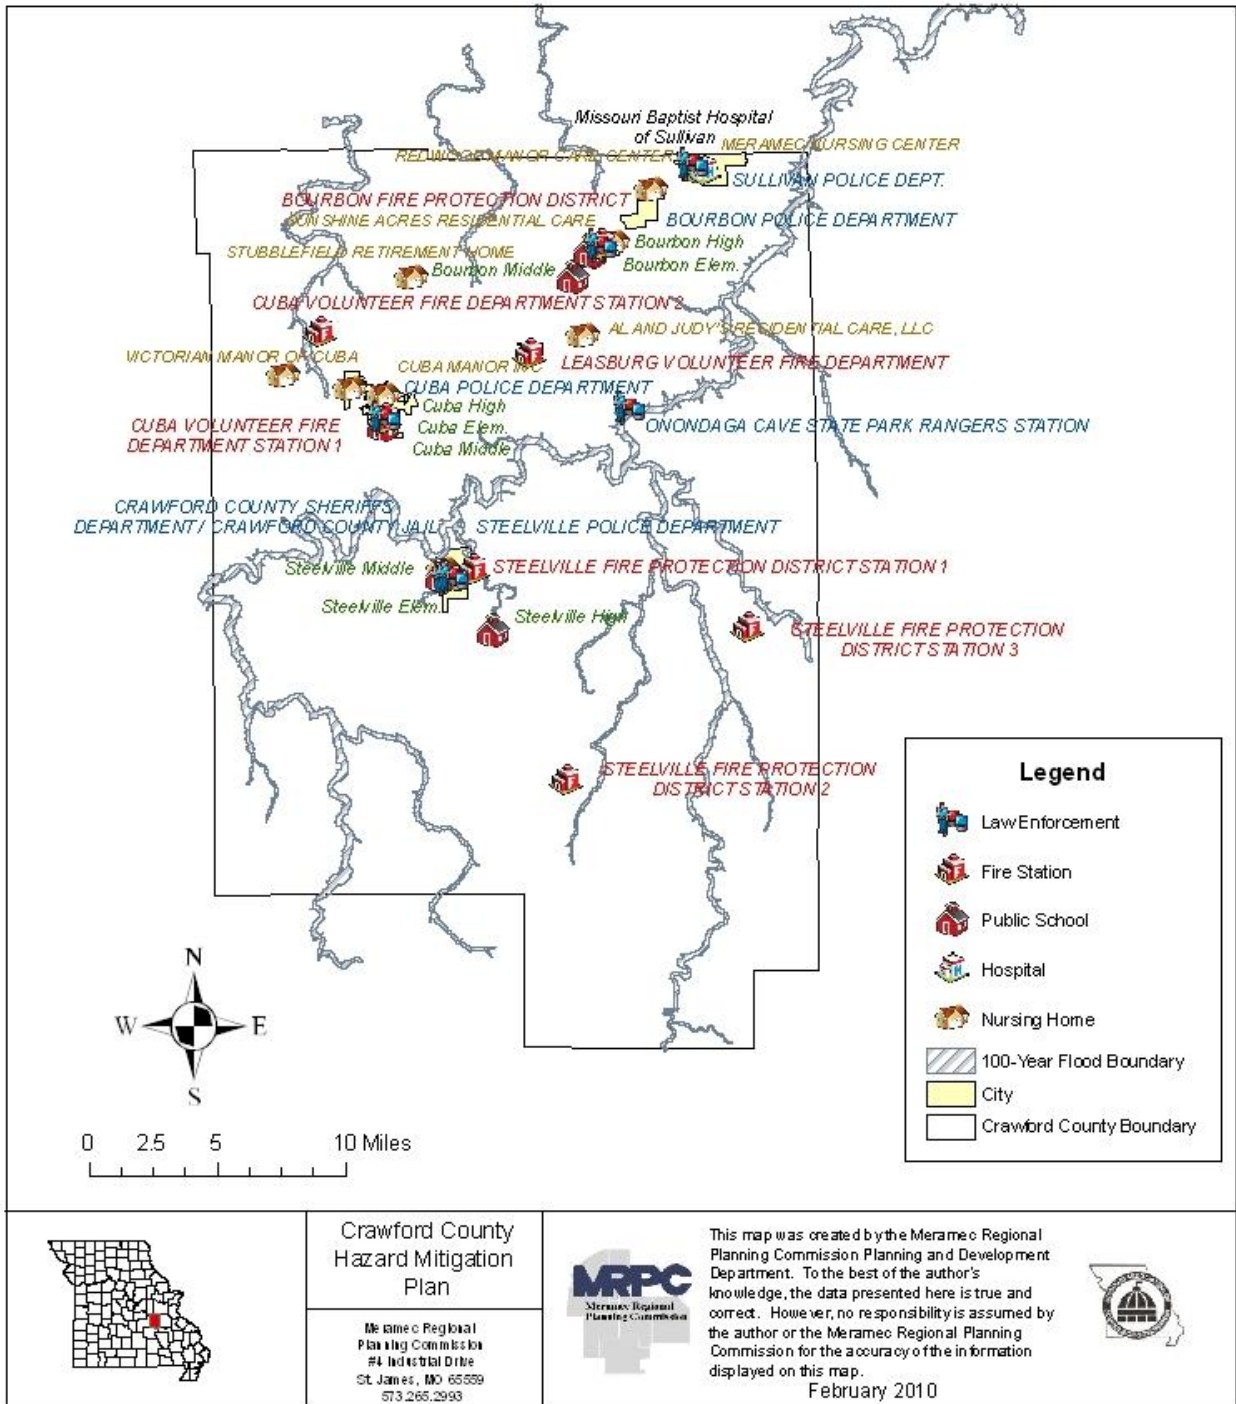 Missouri Baptist Hospital
of Sullivan
MERAMEC NURSING CENTER
REDWOOD MANOR CARE CENTER
SULLIVAN POLICE DEPT.
BOURBON FIRE PROTECTION DISTRICT
SUNSHINE ACRES RESIDENTIAL CARE
BOURBON POLICE DEPARTMENT
Bourbon High
STUBBLEFIELD RETIREMENT HOME
Bourbon Middle
Bourbon Elem.
CUBA VOLUNTEER FIRE DEPARTMENT STATION 2
AL AND JUDY'S RESIDENTIAL CARE, LLC
VICTORIAN MANOR OF CUBA
CUBA MANOR INC
LEASBURG VOLUNTEER FIRE DEPARTMENT
CUBA POLICE DEPARTMENT
Cuba High
CUBA VOLUNTEER FIRE
DEPARTMENT STATION 1
Cuba Elem.
Cuba Middle
ONONDAGA CAVE STATE PARK RANGERS STATION
CRAWFORD COUNTY SHERIFFS
DEPARTMENT / CRAWFORD COUNTY JAIL
STEELVILLE POLICE DEPARTMENT
Steelville Middle
STEELVILLE FIRE PROTECTION DISTRICT STATION 1
Steelville Elem.
Steelville High
STEELVILLE FIRE PROTECTION
DISTRICT STATION 3
STEELVILLE FIRE PROTECTION
DISTRICT STATION 2
Legend
Law Enforcement
Fire Station
Public School
Hospital
Nursing Home
100-Year Flood Boundary
City
Crawford County Boundary
N
W E
S
0 2.5 5 10 Miles
Crawford County
Hazard Mitigation
Plan
Meramec Regional
Planning Commission
#4 Industrial Drive
St. James, MO 65559
573.265.2993
MRPC
Meramec Regional
Planning Commission
This map was created by the Meramec Regional
Planning Commission Planning and Development
Department. To the best of the author's
knowledge, the data presented here is true and
correct. However, no responsibility is assumed by
the author or the Meramec Regional Planning
Commission for the accuracy of the information
displayed on this map.
February 2010